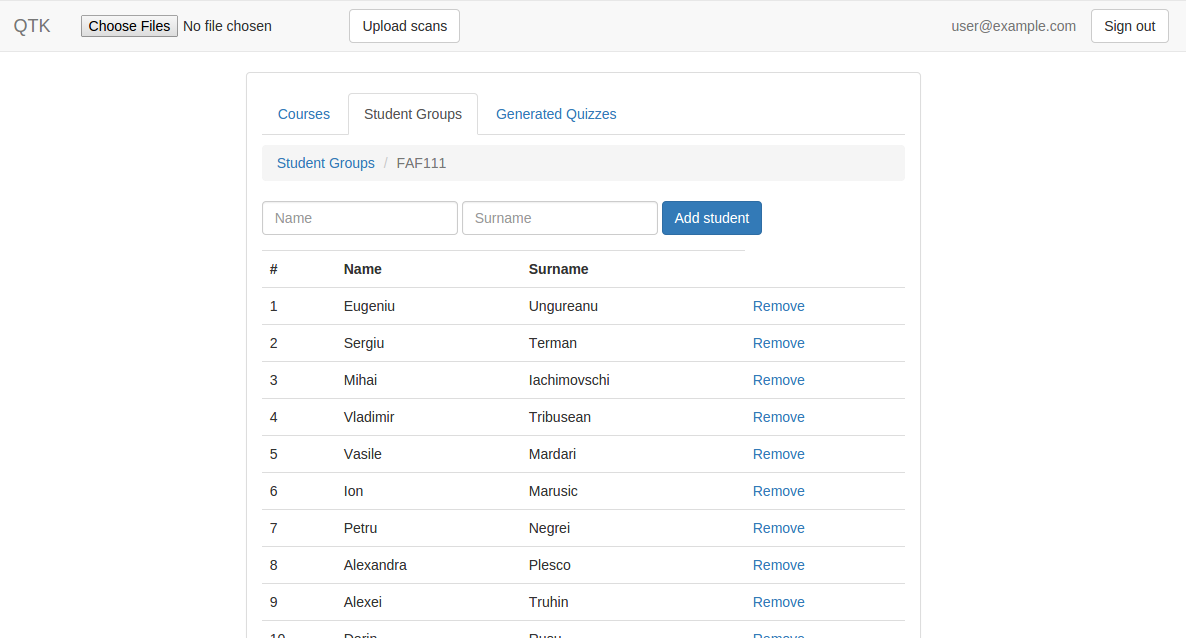 QTK Choose Files No file chosen Upload scans user@example.com Sign out
Courses Student Groups Generated Quizzes
Student Groups / FAF111
Name Surname Add student
# Name Surname
1 Eugeniu Ungureanu Remove
2 Sergiu Terman Remove
3 Mihai Iachimovschi Remove
4 Vladimir Tribusean Remove
5 Vasile Mardari Remove
6 Ion Marusic Remove
7 Petru Negrei Remove
8 Alexandra Plesco Remove
9 Alexei Truhin Remove
10 Remove